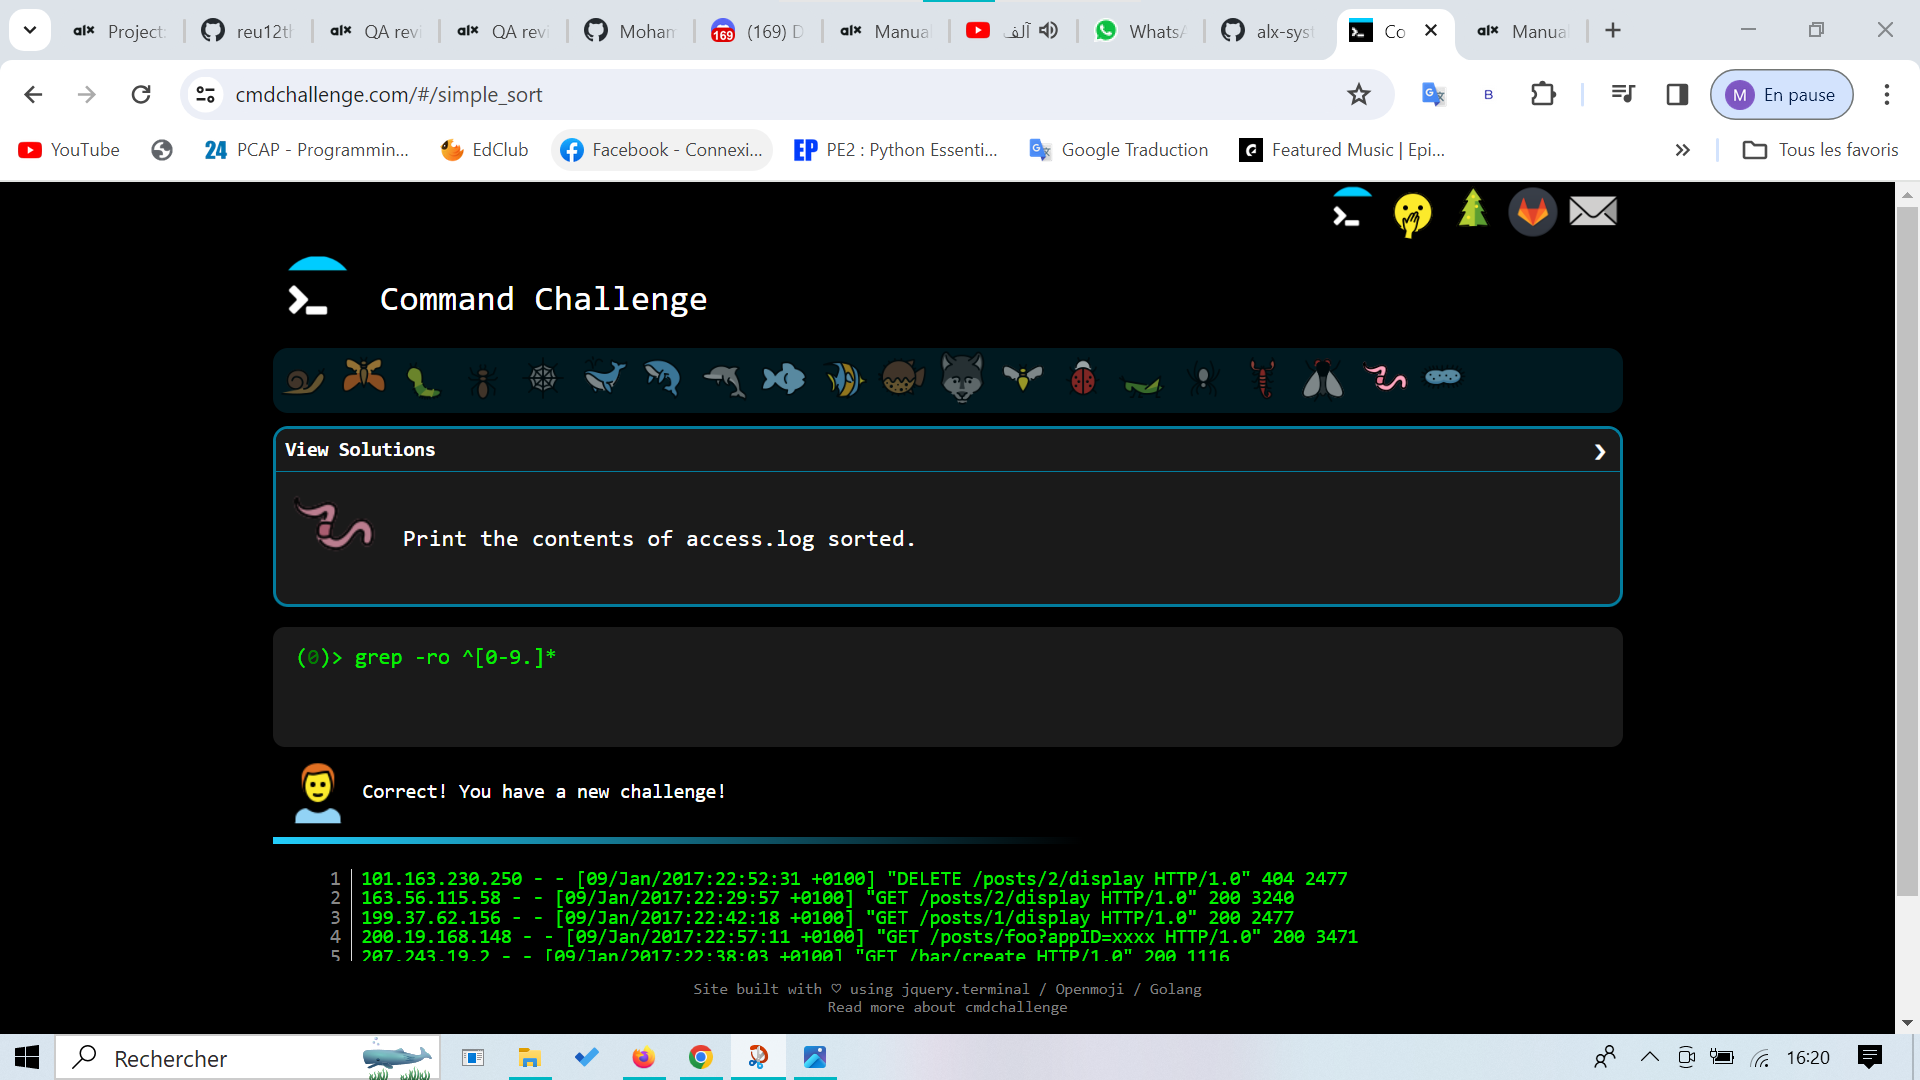 alx Project: reu12th alx QA revi alx QA revi Moham 169 (169) D alx Manual آلف WhatsA alx-syst Co alx Manual
cmdchallenge.com/#/simple_sort B M En pause
YouTube 24 PCAP - Programmin... EdClub Facebook - Connexi... EP PE2 : Python Essenti... Google Traduction Featured Music | Epi... » Tous les favoris
Command Challenge
View Solutions
Print the contents of access.log sorted.
(0)> grep -ro ^[0-9.]*
Correct! You have a new challenge!
1 101.163.230.250 - - [09/Jan/2017:22:52:31 +0100] "DELETE /posts/2/display HTTP/1.0" 404 2477
2 163.56.115.58 - - [09/Jan/2017:22:29:57 +0100] "GET /posts/2/display HTTP/1.0" 200 3240
3 199.37.62.156 - - [09/Jan/2017:22:42:18 +0100] "GET /posts/1/display HTTP/1.0" 200 2477
4 200.19.168.148 - - [09/Jan/2017:22:57:11 +0100] "GET /posts/foo?appID=xxxx HTTP/1.0" 200 3471
5 207.243.19.2 - - [09/Jan/2017:22:38:03 +0100] "GET /bar/create HTTP/1.0" 200 1116
Site built with ♡ using jquery.terminal / Openmoji / Golang
Read more about cmdchallenge
Rechercher 16:20